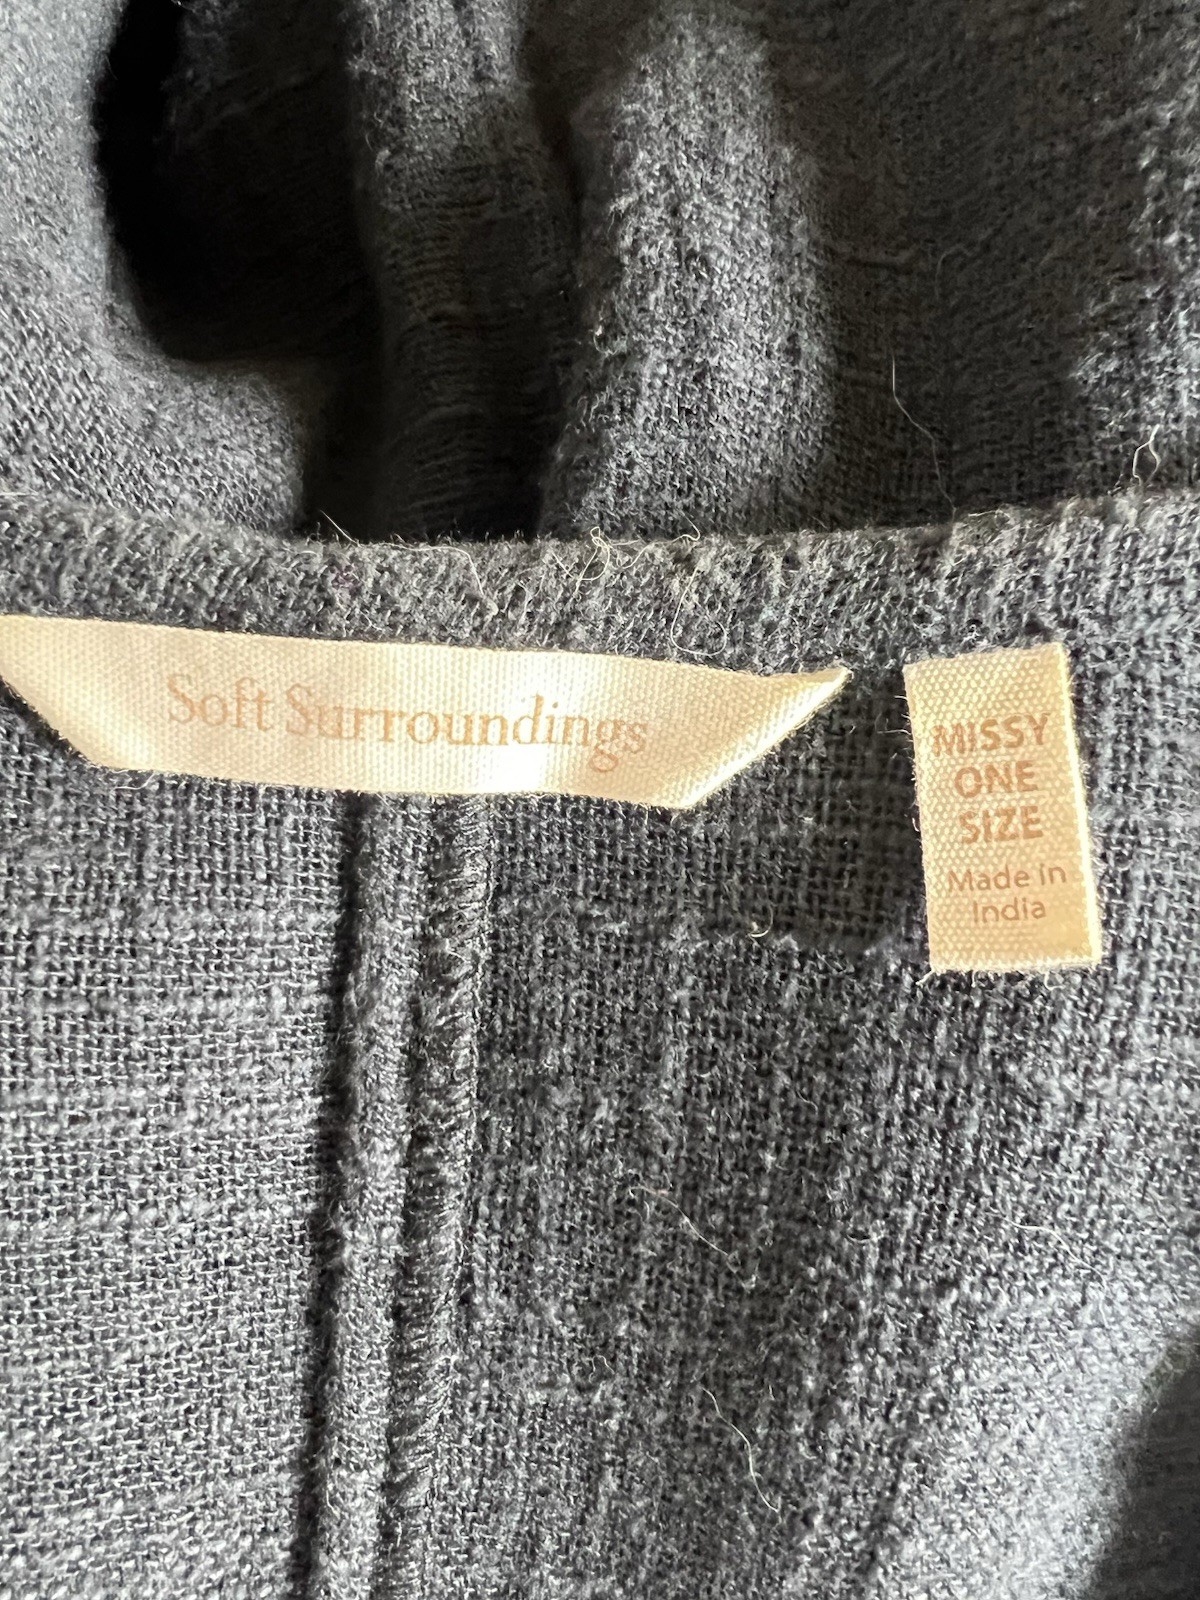 Soft Surroundings
MISSY
ONE
SIZE
Made in
India